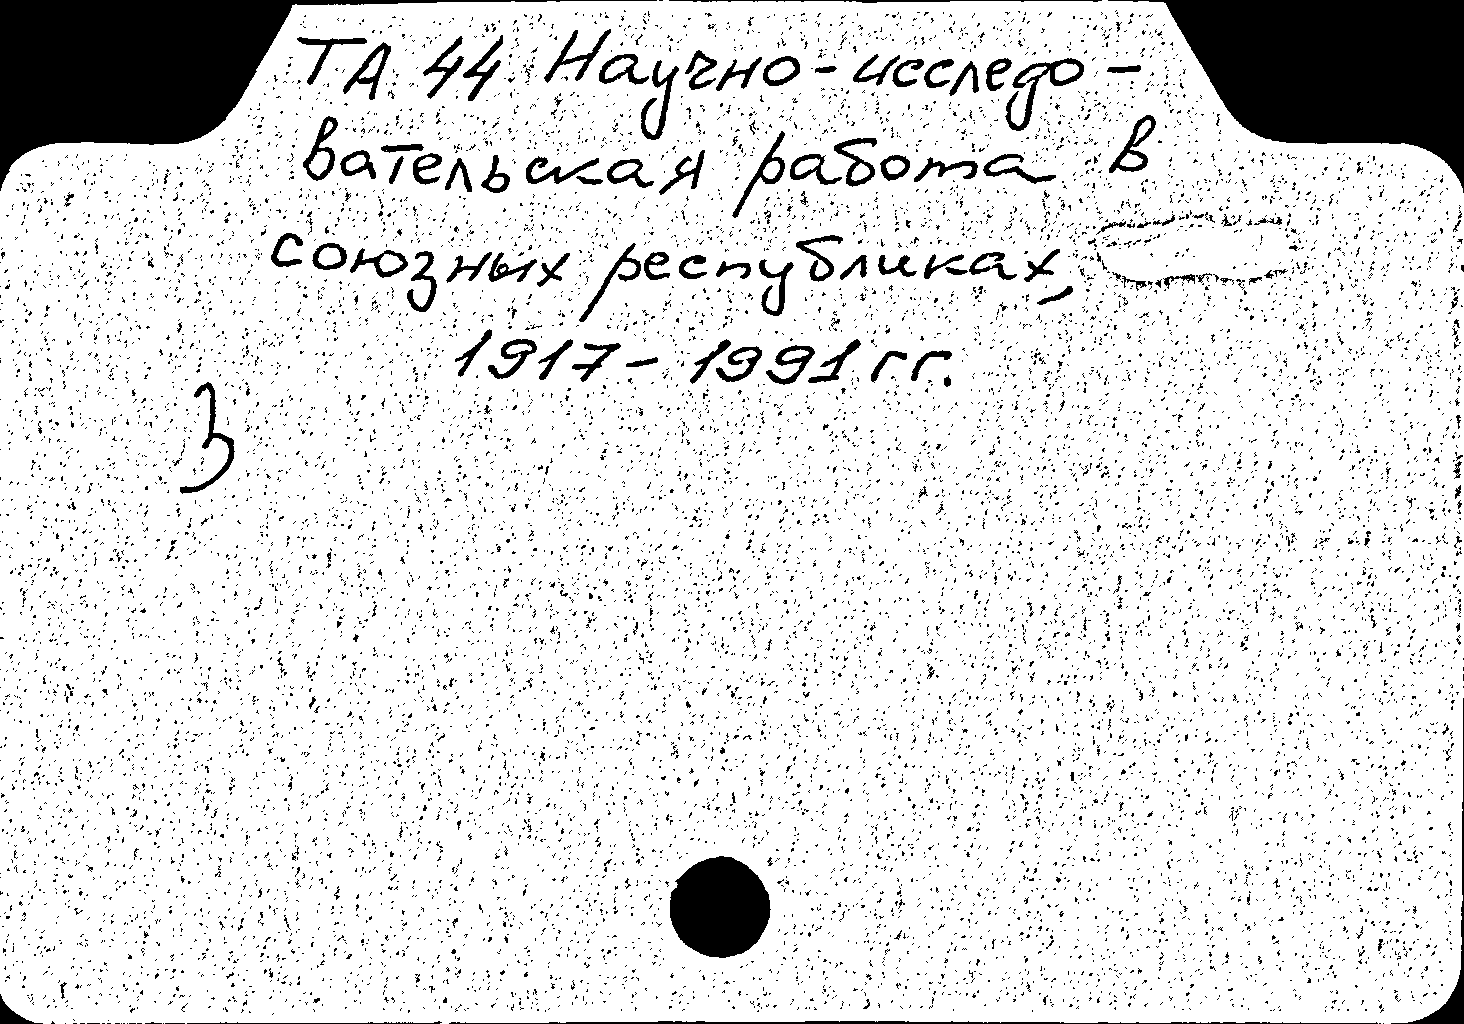 ТА 44 Научно-исследо-
вательская работа в
союзных республиках,
1917-1991 гг.